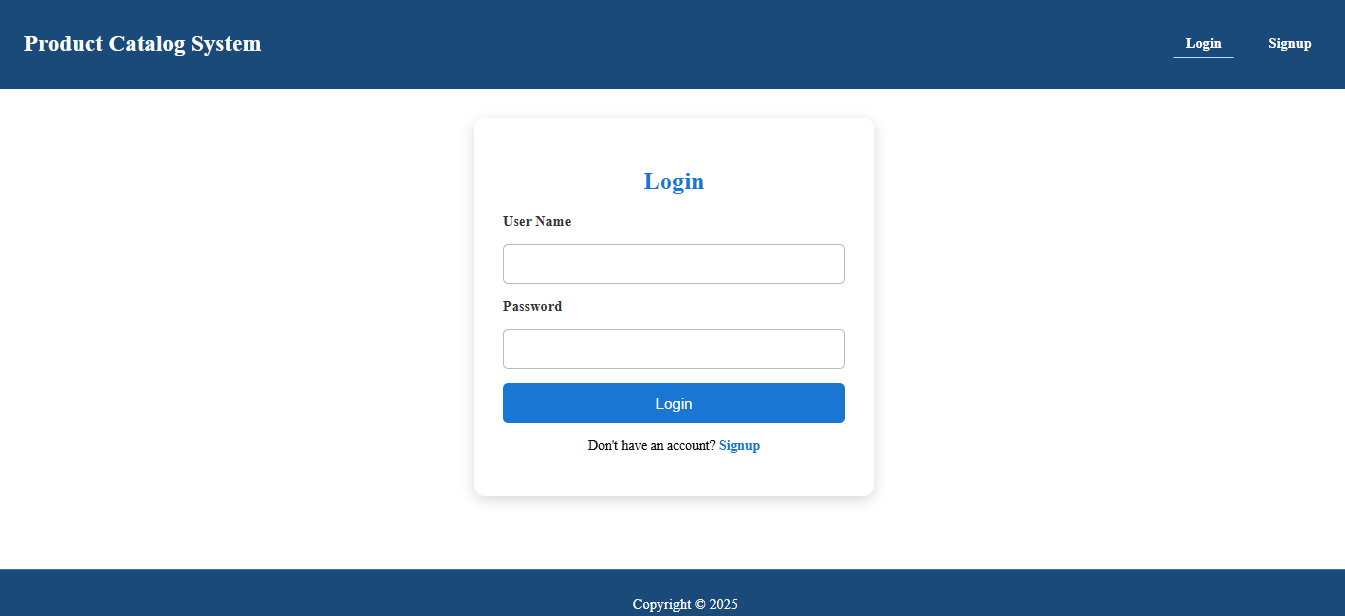 Product Catalog System
Login
Signup
Login
User Name
Password
Login
Don't have an account? Signup
Copyright © 2025